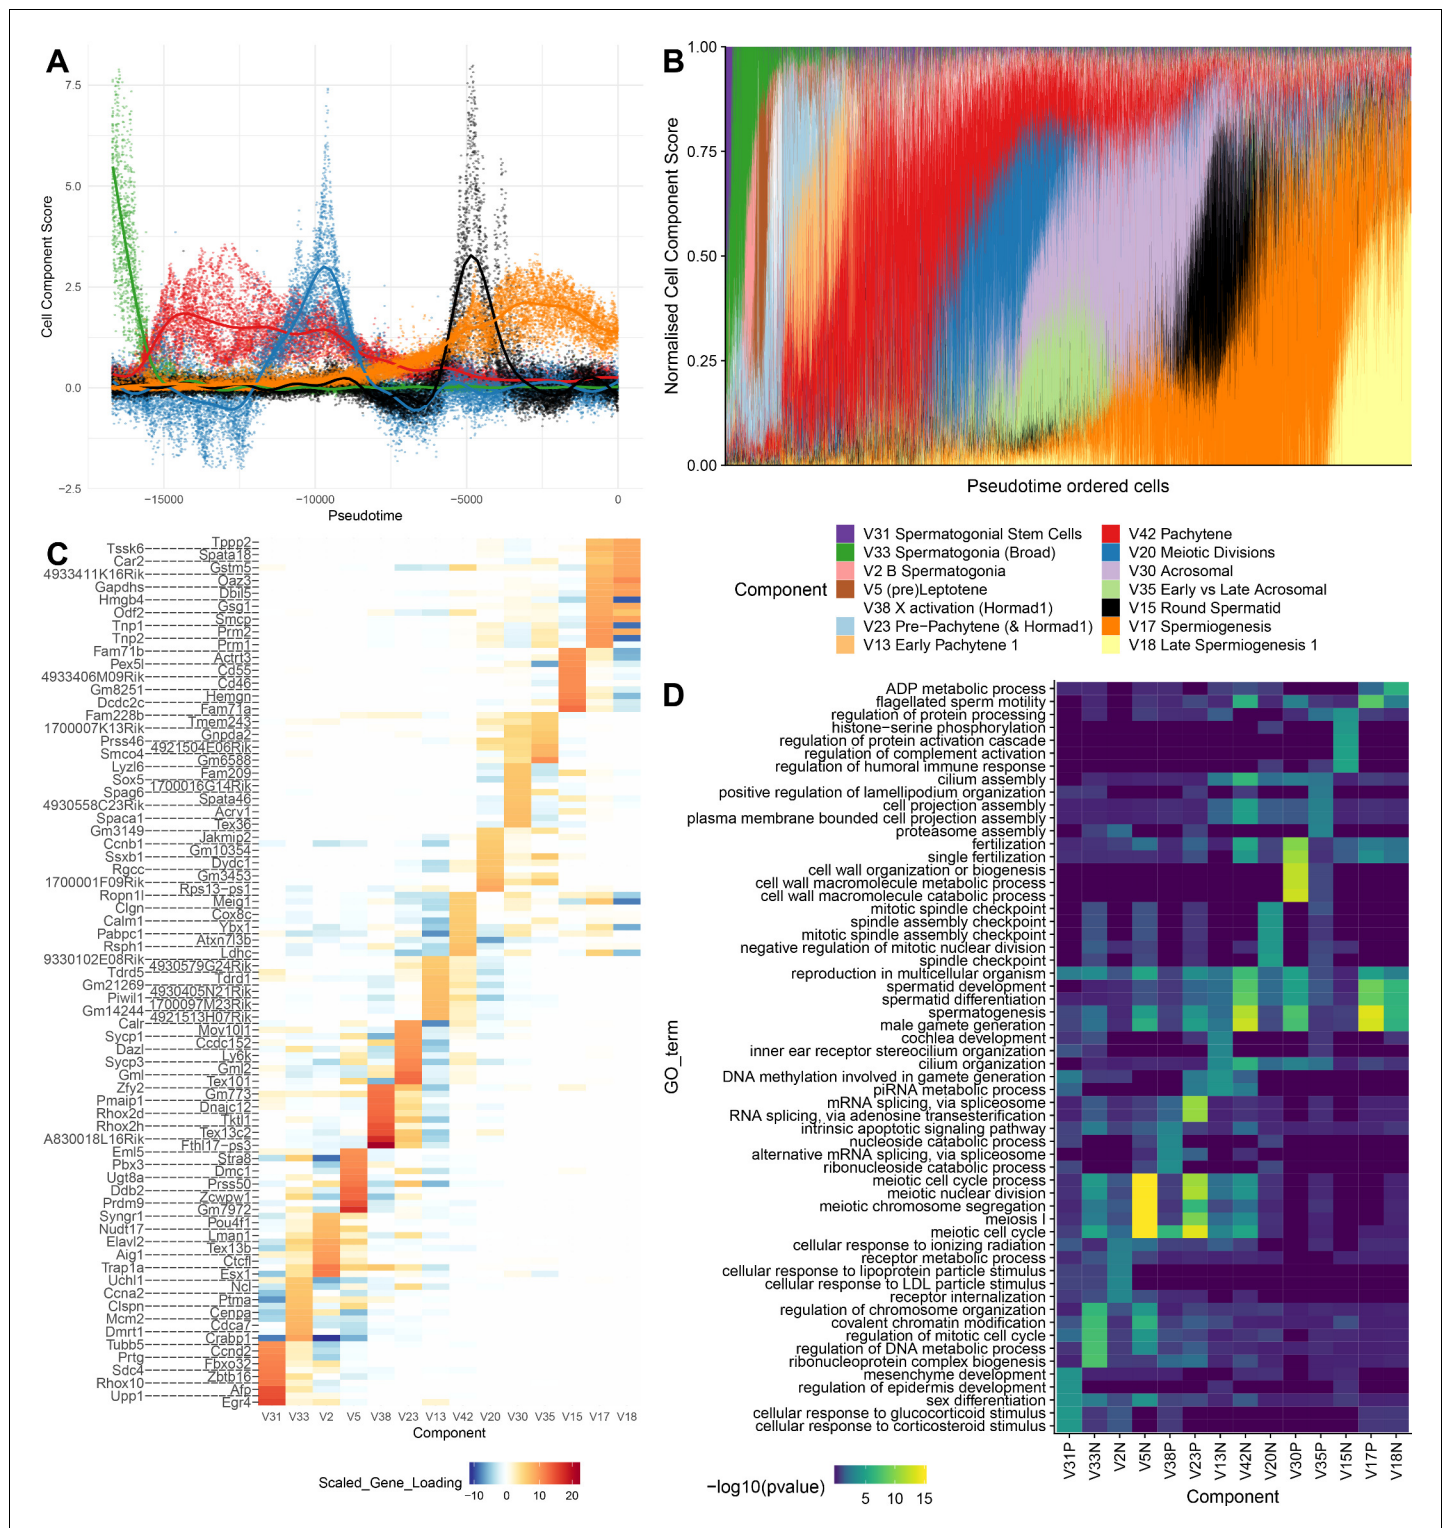 A
7.5
5.0
2.5
0.0
−2.5
Cell Component Score
−15000
−10000
−5000
0
Pseudotime
B
1.00
0.75
0.50
0.25
0.00
Normalised Cell Component Score
Pseudotime ordered cells
Component
V31 Spermatogonial Stem Cells
V33 Spermatogonia (Broad)
V2 B Spermatogonia
V5 (pre)Leptotene
V38 X activation (Hormad1)
V23 Pre−Pachytene (& Hormad1)
V13 Early Pachytene 1
V42 Pachytene
V20 Meiotic Divisions
V30 Acrosomal
V35 Early vs Late Acrosomal
V15 Round Spermatid
V17 Spermiogenesis
V18 Late Spermiogenesis 1
C
Tppp2
Tssk6
Spata18
Car2
Gstm5
4933411K16Rik
Oaz3
Gapdhs
Dbil5
Hmgb4
Gsg1
Odf2
Smcp
Tnp1
Prm2
Tnp2
Prm1
Fam71b
Actrt3
Pex5l
Cd55
4933406M09Rik
Cd46
Gm8251
Hemgn
Dcdc2c
Fam71a
Fam228b
Tmem243
1700007K13Rik
Gnpda2
Prss46
4921504E06Rik
Smco4
Gm6588
Lyzl6
Fam209
Sox5
1700016G14Rik
Spag6
Spata46
4930558C23Rik
Acrv1
Spaca1
Tex36
Gm3149
Jakmip2
Ccnb1
Gm10354
Ssxb1
Dydc1
Rgcc
Gm3453
1700001F09Rik
Rps13−ps1
Ropn1l
Meig1
Clgn
Cox8c
Calm1
Ybx1
Pabpc1
Atxn7l3b
Rsph1
Ldhc
9330102E08Rik
4930579G24Rik
Tdrd5
Tdrd1
Gm21269
4930405N21Rik
Piwil1
1700097M23Rik
Gm14244
4921513H07Rik
Calr
Mov10l1
Sycp1
Ccdc152
Dazl
Ly6k
Sycp3
Gml2
Gml
Tex101
Zfy2
Gm773
Pmaip1
Dnajc12
Rhox2d
Tktl1
Rhox2h
Tex13c2
A830018L16Rik
Fthl17−ps3
Eml5
Stra8
Pbx3
Dmc1
Ugt8a
Prss50
Ddb2
Zcwpw1
Prdm9
Gm7972
Syngr1
Pou4f1
Nudt17
Lman1
Elavl2
Tex13b
Aig1
Ctcfl
Trap1a
Esx1
Uchl1
Ncl
Ccna2
Ptma
Clspn
Cenpa
Mcm2
Cdca7
Dmrt1
Crabp1
Tubb5
Ccnd2
Prtg
Fbxo32
Sdc4
Zbtb16
Rhox10
Afp
Upp1
Egr4
V31 V33 V2 V5 V38 V23 V13 V42 V20 V30 V35 V15 V17 V18
Component
Scaled_Gene_Loading
−10 0 10 20
D
ADP metabolic process
flagellated sperm motility
regulation of protein processing
histone−serine phosphorylation
regulation of protein activation cascade
regulation of complement activation
regulation of humoral immune response
cilium assembly
positive regulation of lamellipodium organization
cell projection assembly
plasma membrane bounded cell projection assembly
proteasome assembly
fertilization
single fertilization
cell wall organization or biogenesis
cell wall macromolecule metabolic process
cell wall macromolecule catabolic process
mitotic spindle checkpoint
spindle assembly checkpoint
mitotic spindle assembly checkpoint
negative regulation of mitotic nuclear division
spindle checkpoint
reproduction in multicellular organism
spermatid development
spermatid differentiation
spermatogenesis
male gamete generation
cochlea development
inner ear receptor stereocilium organization
cilium organization
DNA methylation involved in gamete generation
piRNA metabolic process
mRNA splicing, via spliceosome
RNA splicing, via adenosine transesterification
intrinsic apoptotic signaling pathway
nucleoside catabolic process
alternative mRNA splicing, via spliceosome
ribonucleoside catabolic process
meiotic cell cycle process
meiotic nuclear division
meiotic chromosome segregation
meiosis I
meiotic cell cycle
cellular response to ionizing radiation
receptor metabolic process
cellular response to lipoprotein particle stimulus
cellular response to LDL particle stimulus
receptor internalization
regulation of chromosome organization
covalent chromatin modification
regulation of mitotic cell cycle
regulation of DNA metabolic process
ribonucleoprotein complex biogenesis
mesenchyme development
regulation of epidermis development
sex differentiation
cellular response to glucocorticoid stimulus
cellular response to corticosteroid stimulus
GO_term
V31P V33N V2N V5N V38P V23P V13N V42N V20N V30P V35P V15N V17P V18N
Component
−log10(pvalue)
5 10 15